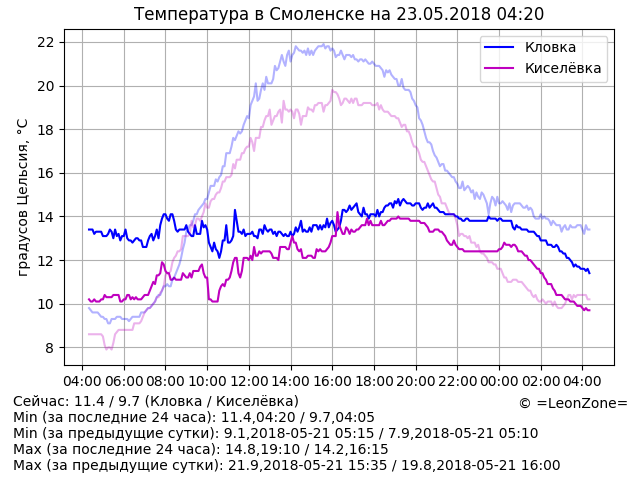 Температура в Смоленске на 23.05.2018 04:20
Кловка
Киселёвка
градусов Цельсия, °C
22
20
18
16
14
12
10
8
04:00 06:00 08:00 10:00 12:00 14:00 16:00 18:00 20:00 22:00 00:00 02:00 04:00
Сейчас: 11.4 / 9.7 (Кловка / Киселёвка)
© =LeonZone=
Min (за последние 24 часа): 11.4,04:20 / 9.7,04:05
Min (за предыдущие сутки): 9.1,2018-05-21 05:15 / 7.9,2018-05-21 05:10
Max (за последние 24 часа): 14.8,19:10 / 14.2,16:15
Max (за предыдущие сутки): 21.9,2018-05-21 15:35 / 19.8,2018-05-21 16:00